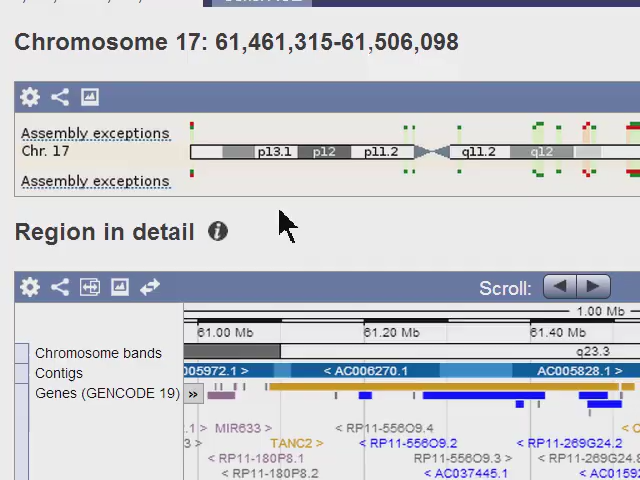 Chromosome 17: 61,461,315-61,506,098
Assembly exceptions
Chr. 17 p13.1 p12 p11.2 q11.2 q12
Assembly exceptions
Region in detail
Scroll:
1.00 Mb
61.00 Mb 61.20 Mb 61.40 Mb
Chromosome bands q23.3
Contigs 005972.1 > < AC006270.1 AC005828.1 >
Genes (GENCODE 19) »
.1 > MIR633 > < RP11-556O9.4
3 > TANC2 > < RP11-556O9.2 < RP11-269G24.2
< RP11-180P8.1 RP11-556O9.3 > < RP11-269G24.
< RP11-180P8.2 < AC037445.1 < AC0159